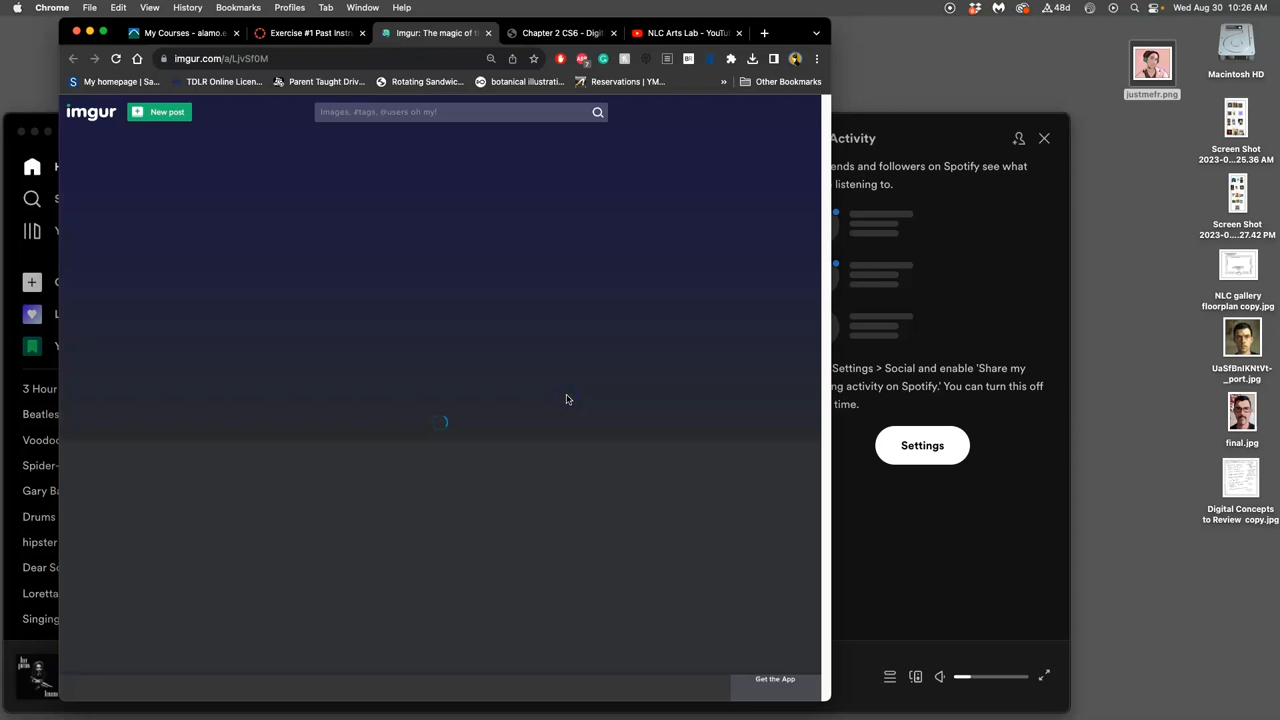 Chrome File Edit View History Bookmarks Profiles Tab Window Help 48d Wed Aug 30 10:26 AM
My Courses - alamo.e Exercise #1 Past Instr Imgur: The magic of t Chapter 2 CS6 - Digi NLC Arts Lab - YouTu
imgur.com/a/LjvSf0M
My homepage | Sa... TDLR Online Licen... Parent Taught Driv... Rotating Sandwic... botanical illustrati... Reservations | YM... » Other Bookmarks
imgur New post Images, #tags, @users oh my!
Get the App
Activity
ends and followers on Spotify see what
listening to.
Settings > Social and enable 'Share my
ng activity on Spotify.' You can turn this off
time.
Settings
3 Hour
Beatles
Voodoo
Spider-
Gary Ba
Drums
hipster
Dear So
Loretta
Singing
justmefr.png
Macintosh HD
Screen Shot
2023-0....25.36 AM
Screen Shot
2023-0....27.42 PM
NLC gallery
floorplan copy.jpg
UaSfBnIKNtVt-
_port.jpg
final.jpg
Digital Concepts
to Review copy.jpg